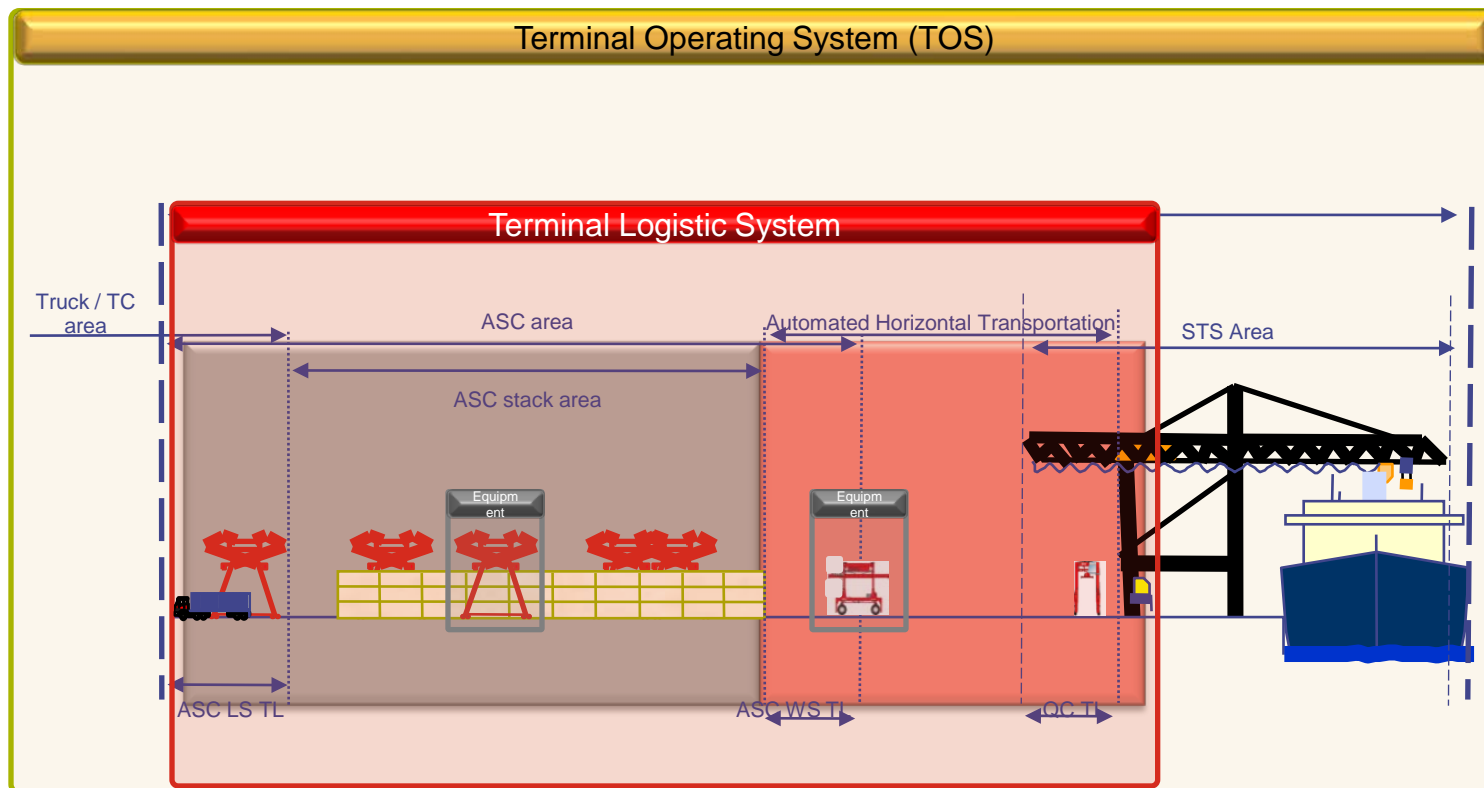 Terminal Operating System (TOS)
Terminal Logistic System
Truck / TC
area
ASC area
Automated Horizontal Transportation
STS Area
ASC stack area
Equipm
ent
Equipm
ent
ASC LS TL
ASC WS TL
QC TL